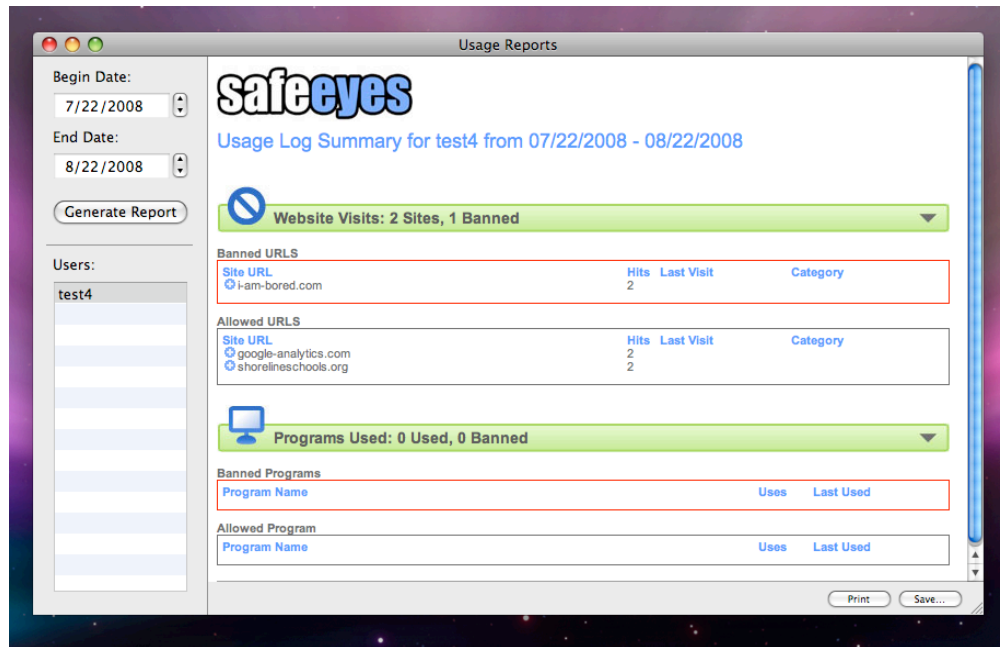 Usage Reports
Begin Date:
7/22/2008
End Date:
8/22/2008
Generate Report
Users:
test4
safeeyes
Usage Log Summary for test4 from 07/22/2008 - 08/22/2008
Website Visits: 2 Sites, 1 Banned
Banned URLS
Site URL Hits Last Visit Category
i-am-bored.com 2
Allowed URLS
Site URL Hits Last Visit Category
google-analytics.com 2
shorelineschools.org 2
Programs Used: 0 Used, 0 Banned
Banned Programs
Program Name Uses Last Used
Allowed Program
Program Name Uses Last Used
Print Save...